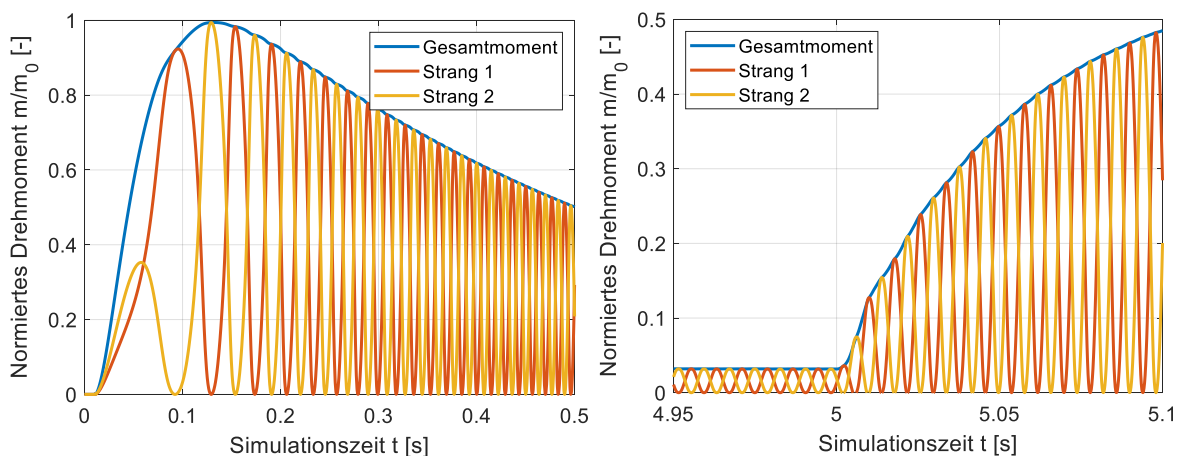 Normiertes Drehmoment m/m0 [-]
1
0.8
0.6
0.4
0.2
0
0 0.1 0.2 0.3 0.4 0.5
Simulationszeit t [s]
Gesamtmoment
Strang 1
Strang 2
Normiertes Drehmoment m/m0 [-]
0.5
0.4
0.3
0.2
0.1
0
4.95 5 5.05 5.1
Simulationszeit t [s]
Gesamtmoment
Strang 1
Strang 2